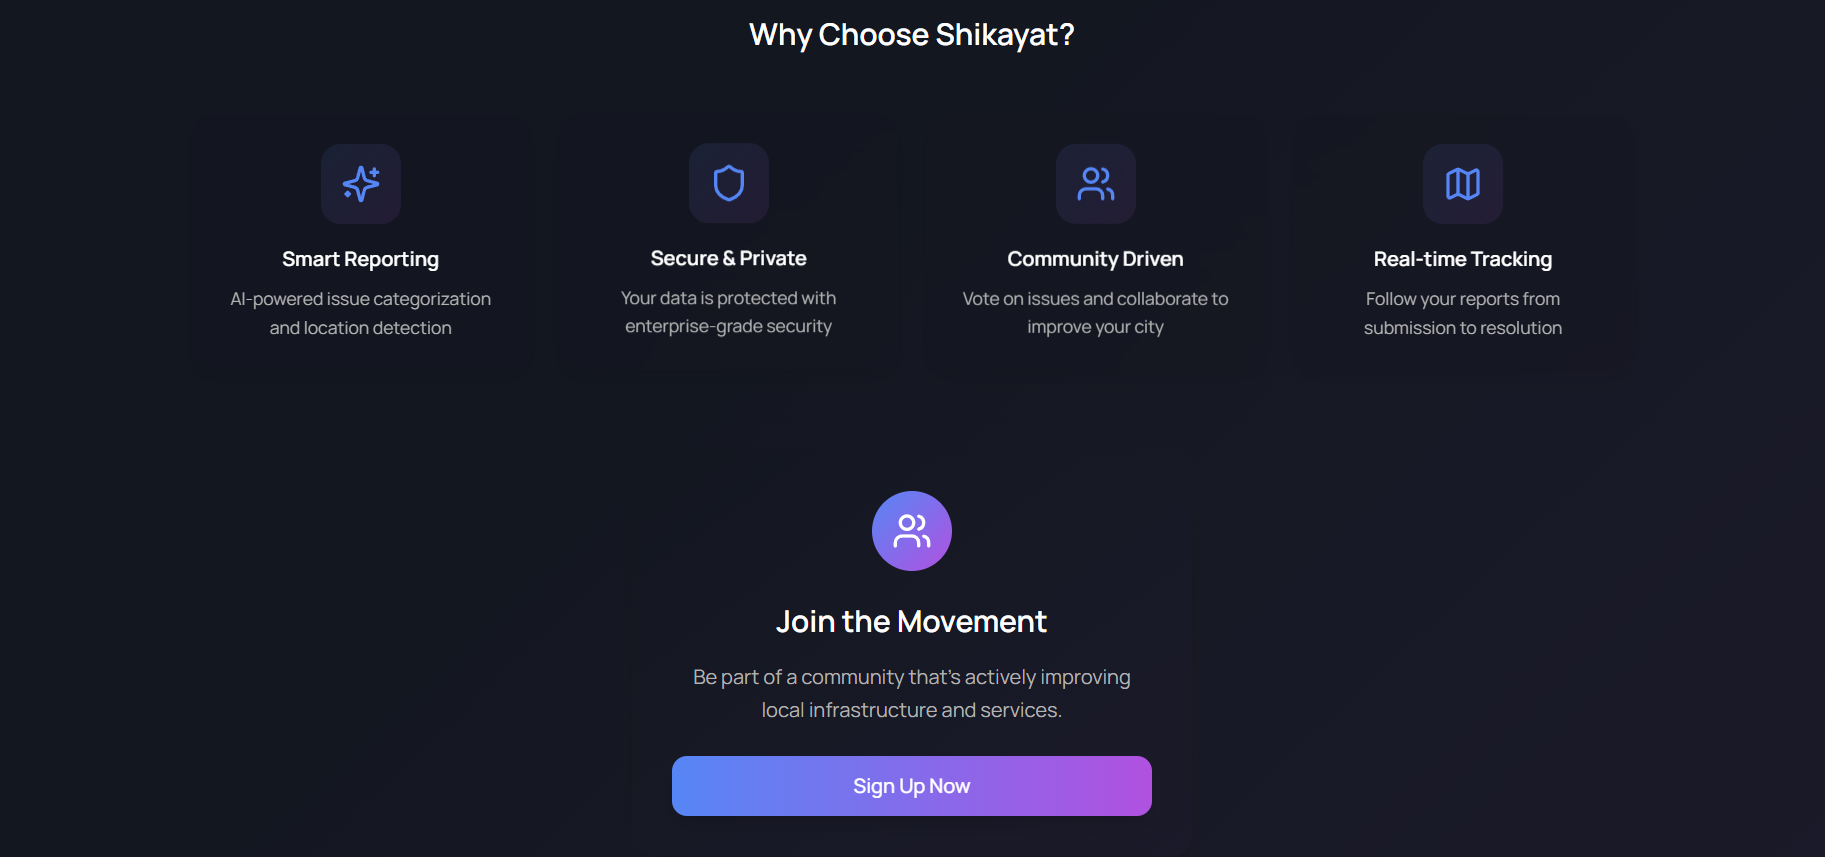 Why Choose Shikayat?
Smart Reporting
AI-powered issue categorization
and location detection
Secure & Private
Your data is protected with
enterprise-grade security
Community Driven
Vote on issues and collaborate to
improve your city
Real-time Tracking
Follow your reports from
submission to resolution
Join the Movement
Be part of a community that's actively improving
local infrastructure and services.
Sign Up Now